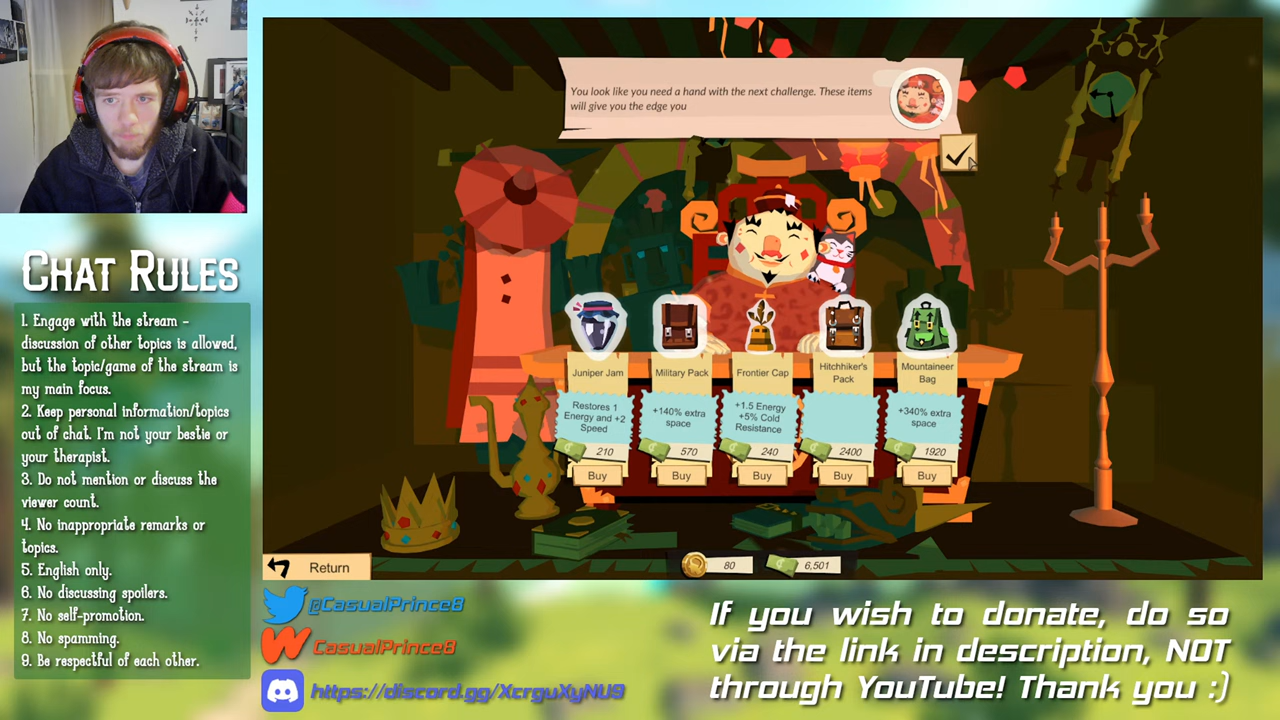 You look like you need a hand with the next challenge. These items
will give you the edge you
Juniper Jam
Military Pack
Frontier Cap
Hitchhiker's
Pack
Mountaineer
Bag
Restores 1
Energy and +2
Speed
+140% extra
space
+1.5 Energy
+5% Cold
Resistance
+340% extra
space
210
570
240
2400
1920
Buy
Buy
Buy
Buy
Buy
Return
80
6,501
Chat Rules
1. Engage with the stream -
discussion of other topics is allowed,
but the topic/game of the stream is
my main focus.
2. Keep personal information/topics
out of chat. I'm not your bestie or
your therapist.
3. Do not mention or discuss the
viewer count.
4. No inappropriate remarks or
topics.
5. English only.
6. No discussing spoilers.
7. No self-promotion.
8. No spamming.
9. Be respectful of each other.
@CasualPrince8
CasualPrince8
https://discord.gg/XcrguXyNU9
If you wish to donate, do so
via the link in description, NOT
through YouTube! Thank you :)